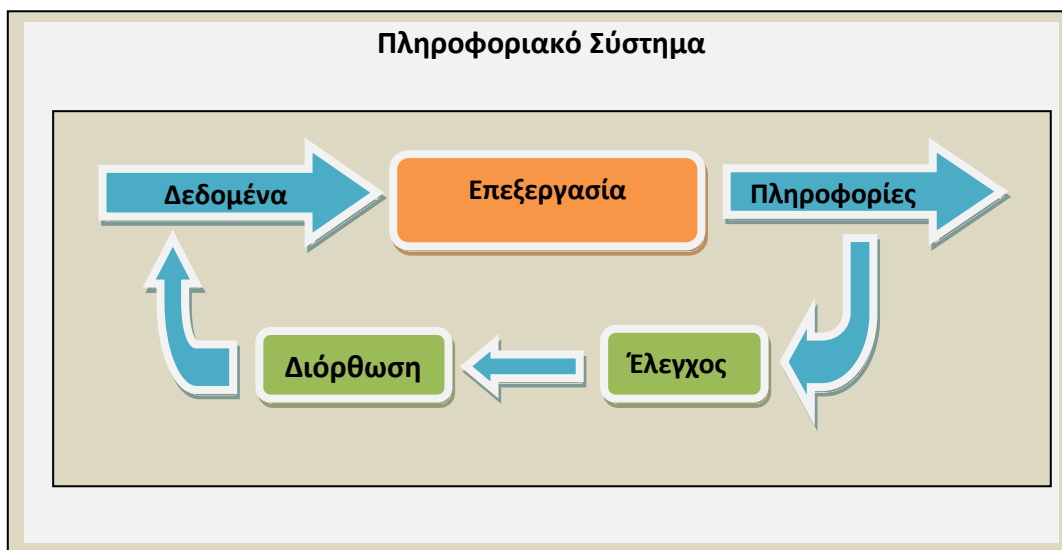 Πληροφοριακό Σύστημα
Δεδομένα
Επεξεργασία
Πληροφορίες
Διόρθωση
Έλεγχος